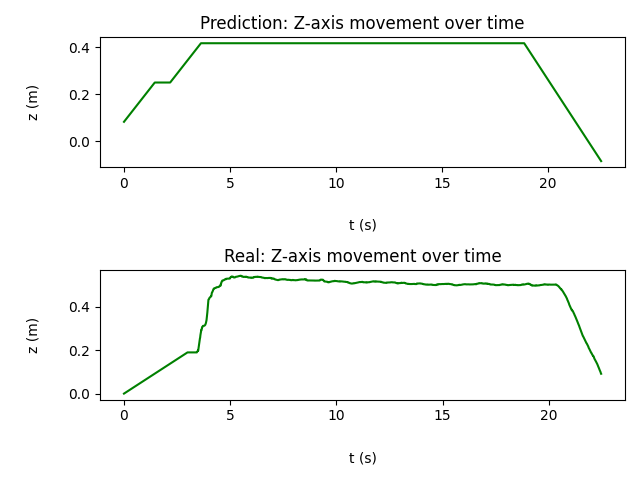 Prediction: Z-axis movement over time
0.4
0.2
0.0
z (m)
0 5 10 15 20
t (s)
Real: Z-axis movement over time
0.4
0.2
0.0
z (m)
0 5 10 15 20
t (s)